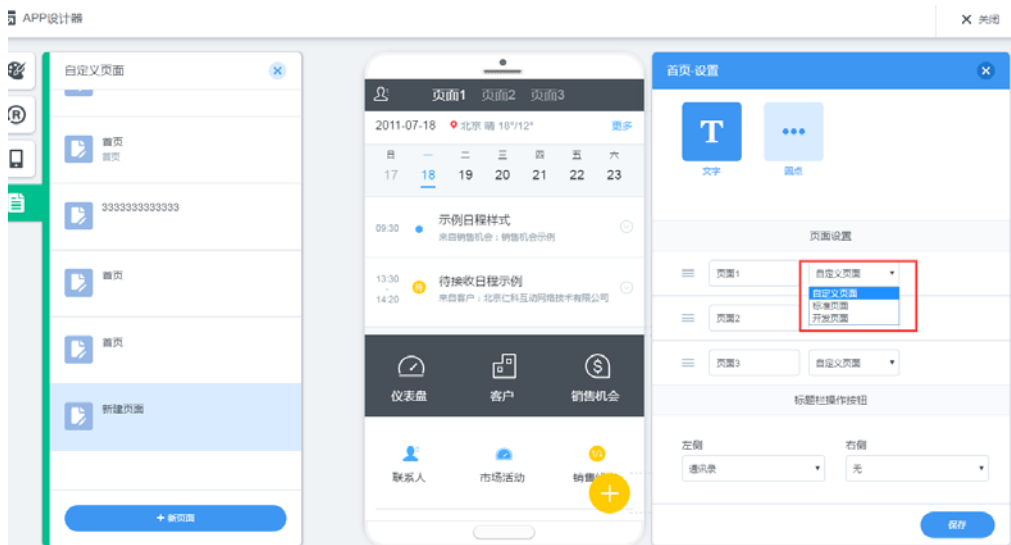 APP设计器
× 关闭
自定义页面
首页
首页
3333333333333
首页
首页
新建页面
+ 新页面
页面1 页面2 页面3
2011-07-18 北京 晴 18°/12° 更多
日 一 二 三 四 五 六
17 18 19 20 21 22 23
09:30
示例日程样式
来自销售机会：销售机会示例
13:30
-
14:20
待
待接收日程示例
来自客户：北京仁科互动网络技术有限公司
仪表盘 客户 销售机会
联系人 市场活动 销售
首页-设置
T
文字 圆点
页面设置
页面1 自定义页面
自定义页面
标准页面
开发页面
页面2
页面3 自定义页面
标题栏操作按钮
左侧 右侧
通讯录 无
保存